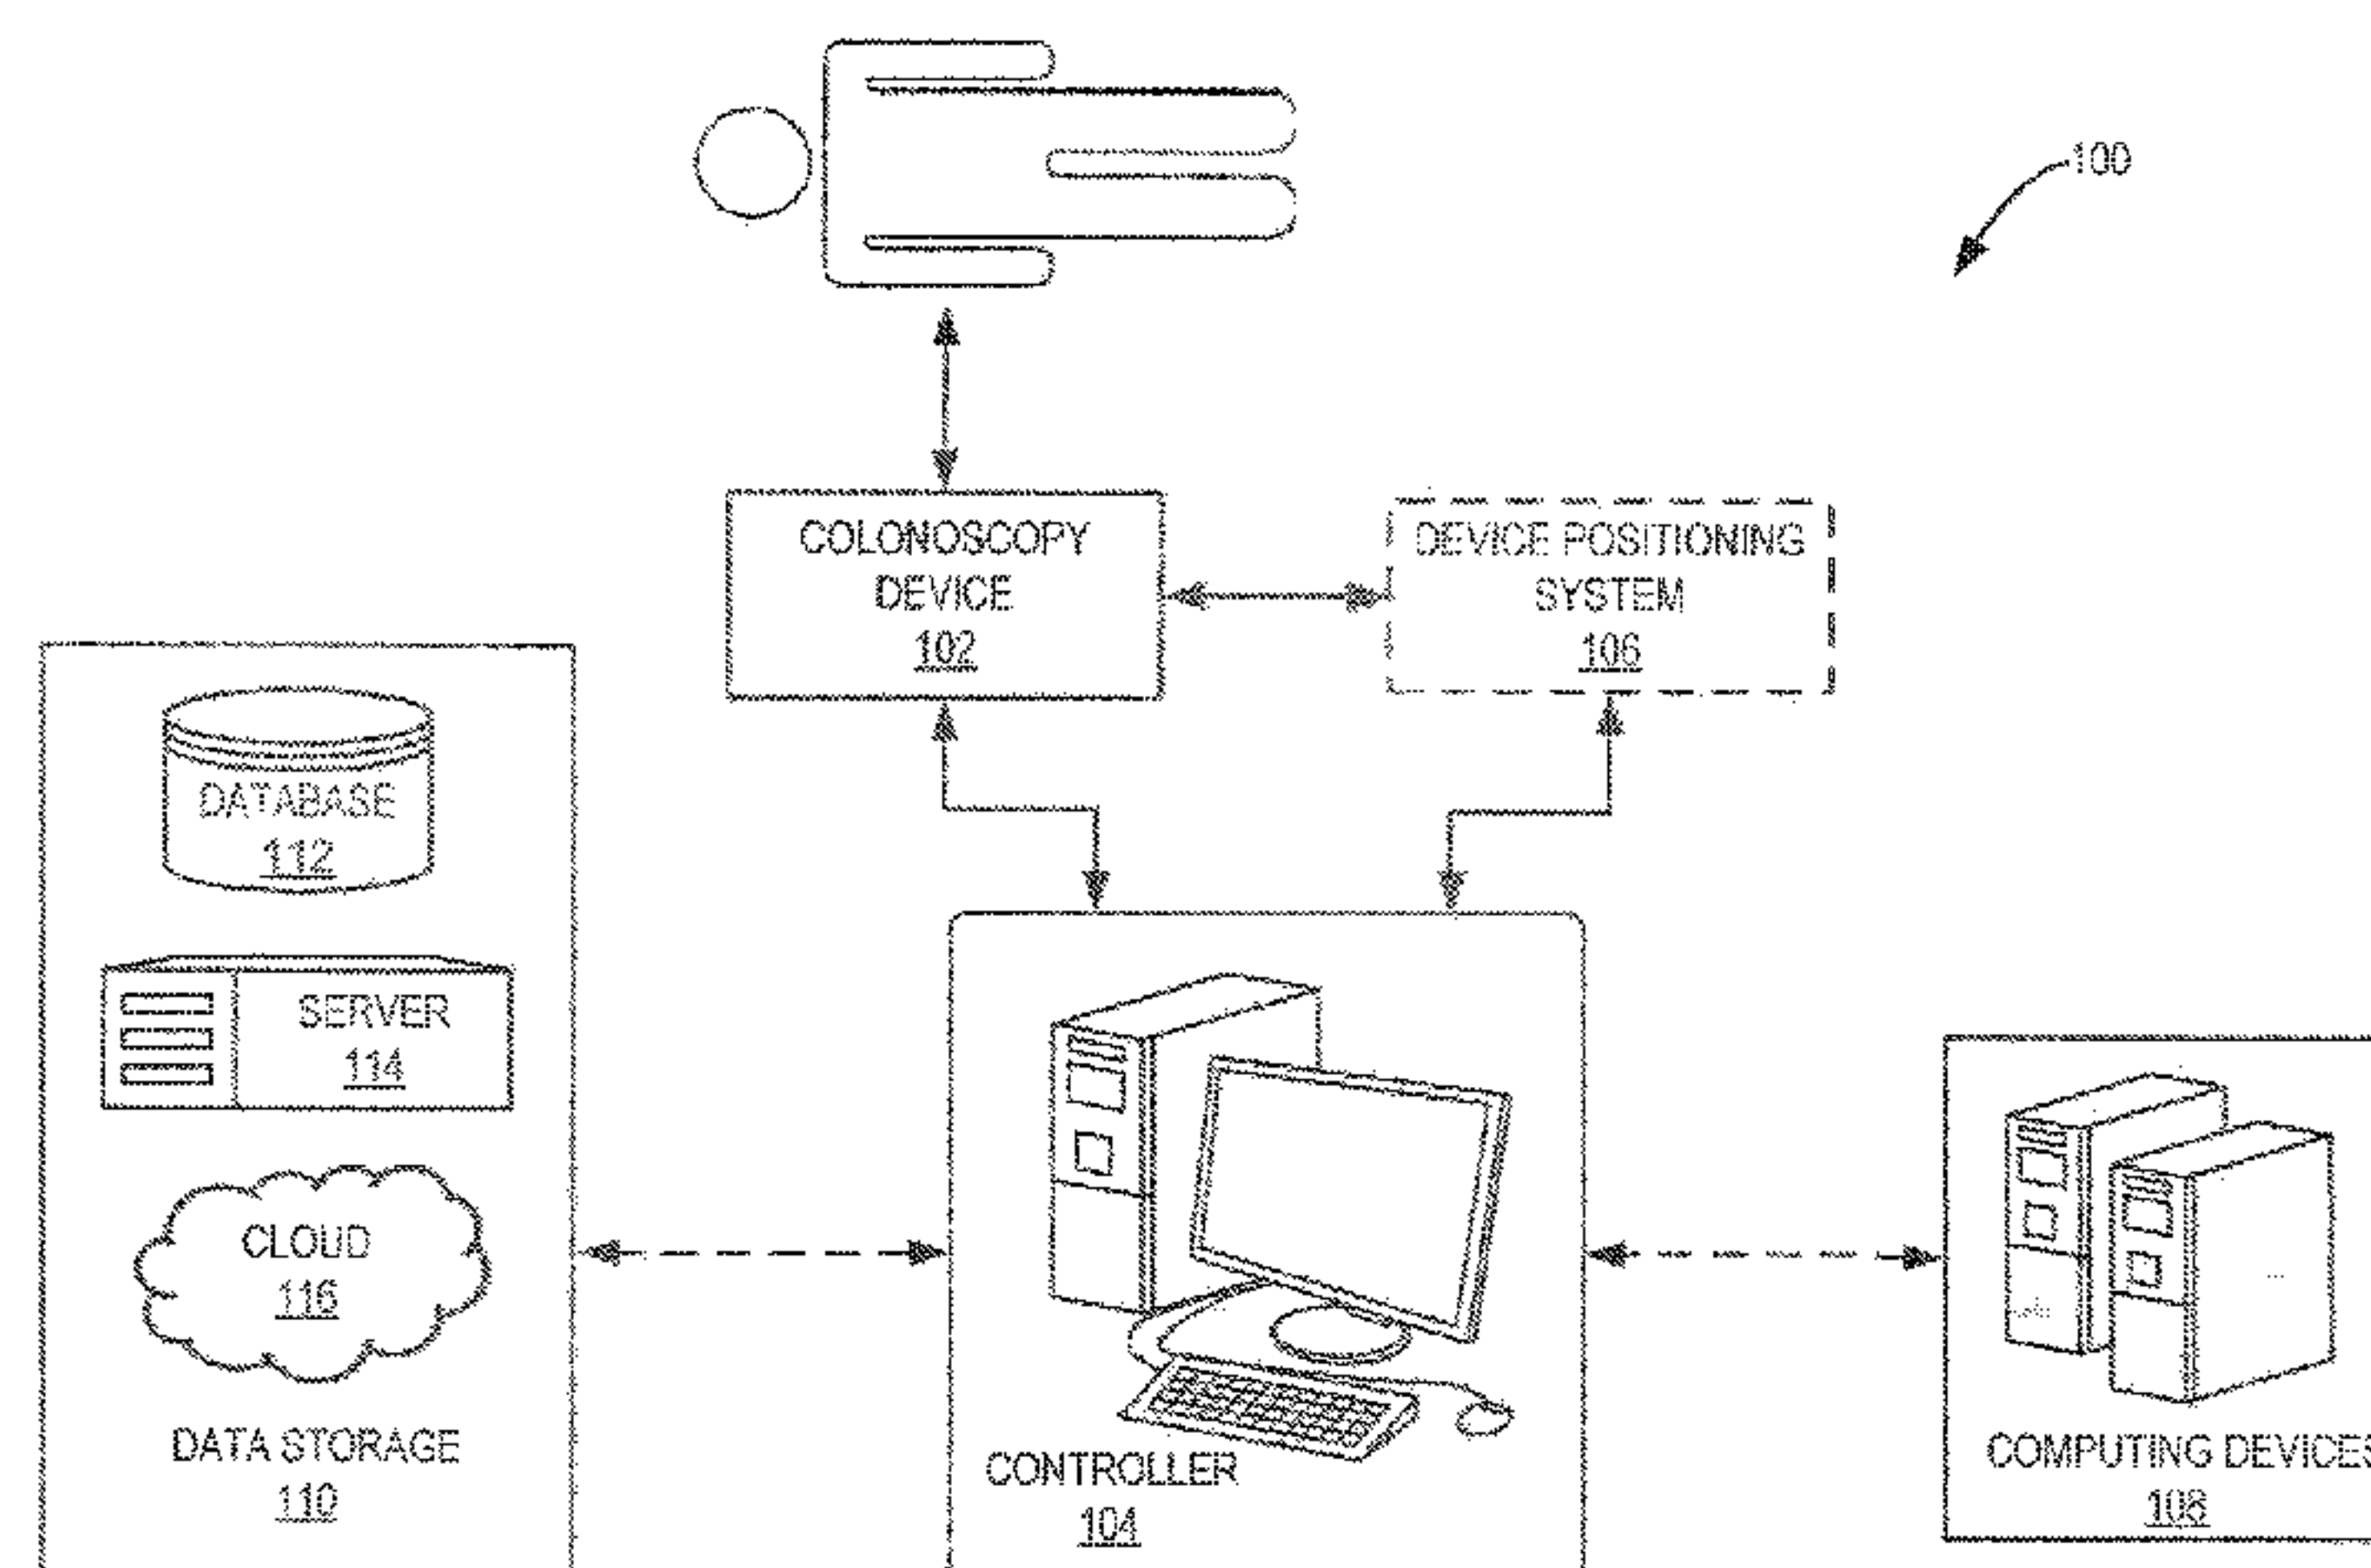 100
COLONOSCOPY
DEVICE
102
DEVICE POSITIONING
SYSTEM
106
DATABASE
112
SERVER
114
CLOUD
116
DATA STORAGE
110
CONTROLLER
104
COMPUTING DEVICES
108